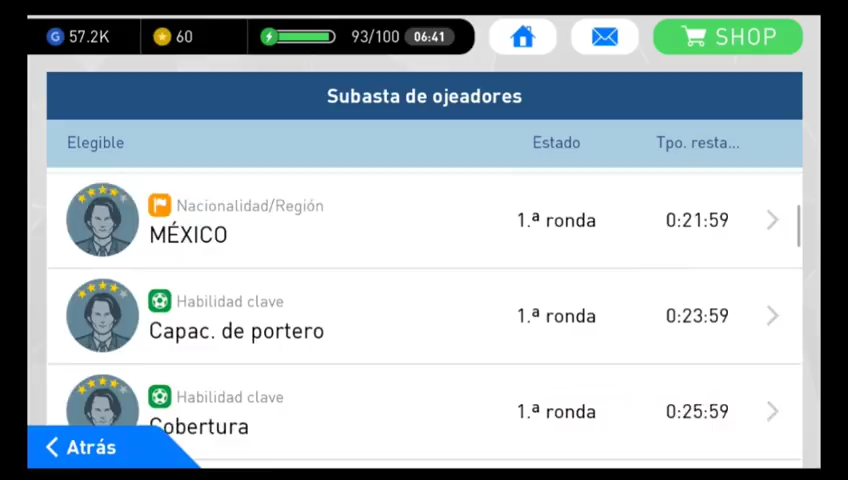 57.2K 60 93/100 06:41 SHOP
Subasta de ojeadores
Elegible Estado Tpo. resta...
Nacionalidad/Región
MÉXICO 1.ª ronda 0:21:59
Habilidad clave
Capac. de portero 1.ª ronda 0:23:59
Habilidad clave
Cobertura 1.ª ronda 0:25:59
Atrás